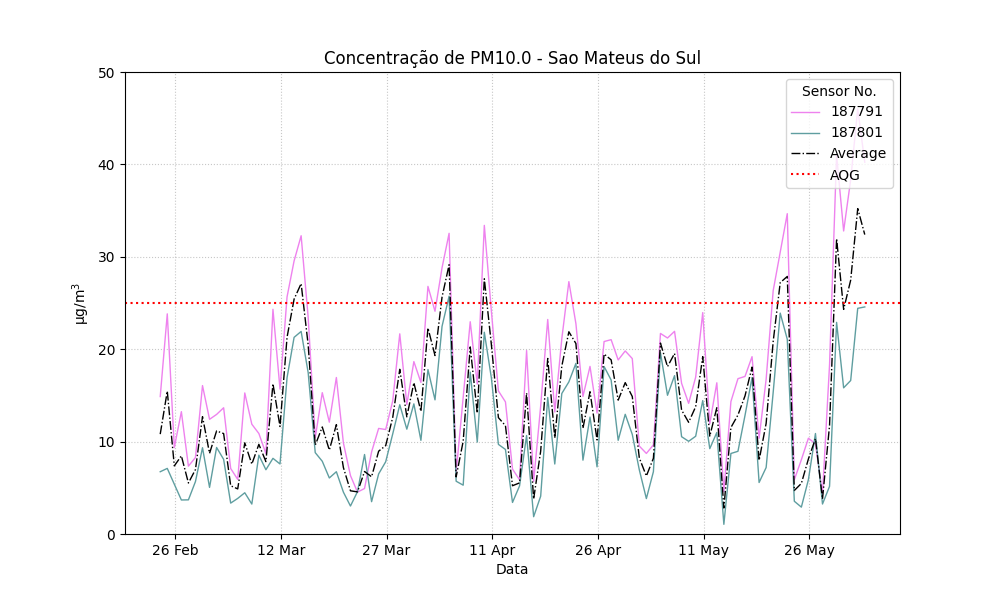 Concentração de PM10.0 - Sao Mateus do Sul
50
40
30
20
10
0
µg/m³
Sensor No.
187791
187801
Average
AQG
26 Feb
12 Mar
27 Mar
11 Apr
26 Apr
11 May
26 May
Data